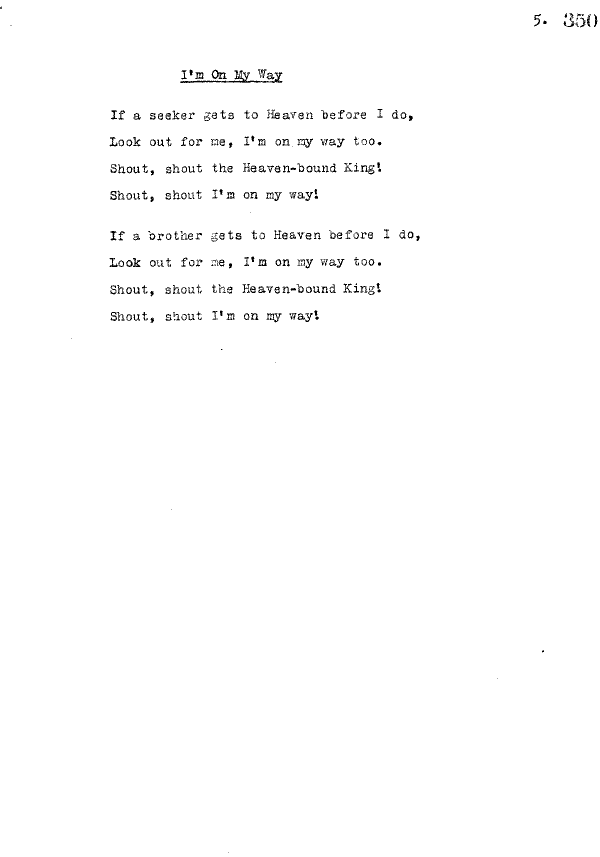 5. 350
I'm On My Way
If a seeker gets to Heaven before I do,
Look out for me, I'm on my way too.
Shout, shout the Heaven-bound King!
Shout, shout I'm on my way!
If a brother gets to Heaven before I do,
Look out for me, I'm on my way too.
Shout, shout the Heaven-bound King!
Shout, shout I'm on my way!